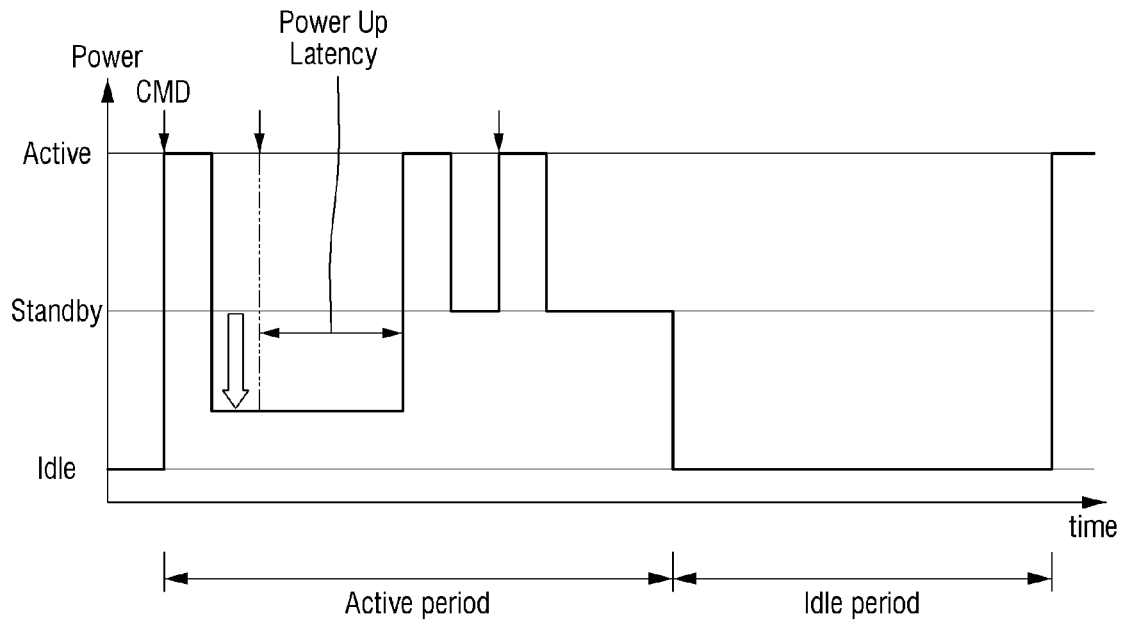 Power Up
Latency
Power
CMD
Active
Standby
Idle
time
Active period
Idle period